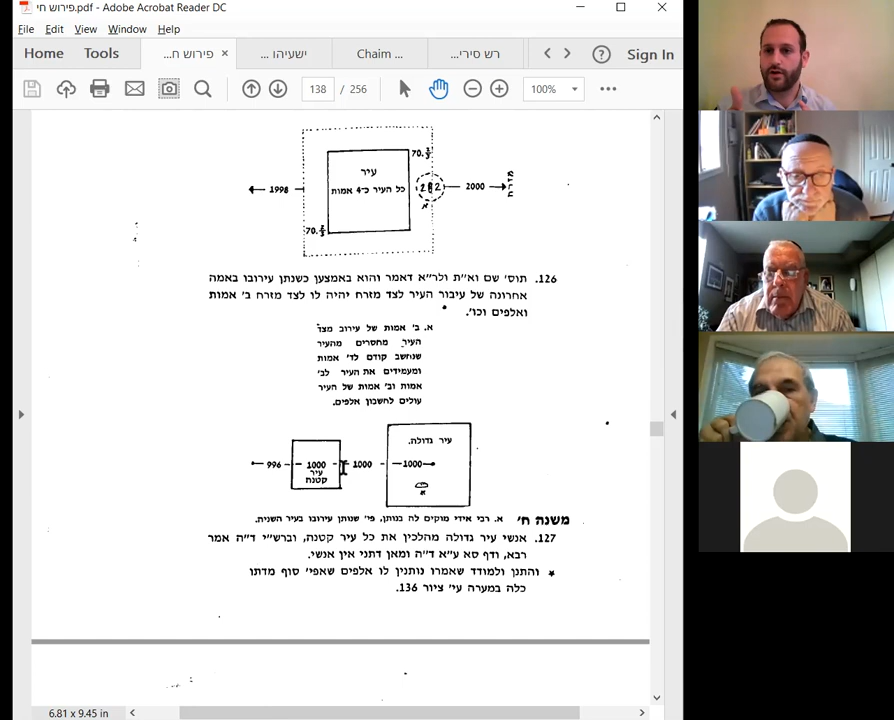 פירוש חי.pdf - Adobe Acrobat Reader DC
File Edit View Window Help
Home Tools פירוש ח... × ישעיהו ... Chaim ... רש סירי... Sign In
138 / 256 100%
70.⅔
עיר
כל העיר כ-4 אמות
1998
2000
מזרח
א
70.⅔
126. תוס' שם וא"ת ולר"א דאמר והוא באמצען כשנתן עירובו באמה
אחרונה של עיבור העיר לצד מזרח יהיה לו לצד מזרח ב' אמות
ואלפים וכו'.
א. ב' אמות של עירוב מצד
העיר מחסרים מהעיר
שנחשב קודם לד' אמות
ומעמידים את העיר לב'
אמות וב' אמות של העיר
עולים לחשבון אלפים.
עיר גדולה.
996 1000 1000 1000
עיר
קטנה
א
משנה ח' א. רבי אידי מוקים לה בנותן, פי' שנותן עירובו בעיר השנית.
127. אנשי עיר גדולה מהלכין את כל עיר קטנה, וברש"י ד"ה אמר
רבא, ודף סא ע"א ד"ה ומאן דתני אין אנשי.
* והתנן ולמודד שאמרו נותנין לו אלפים שאפי' סוף מדתו
כלה במערה עי' ציור 136.
6.81 x 9.45 in